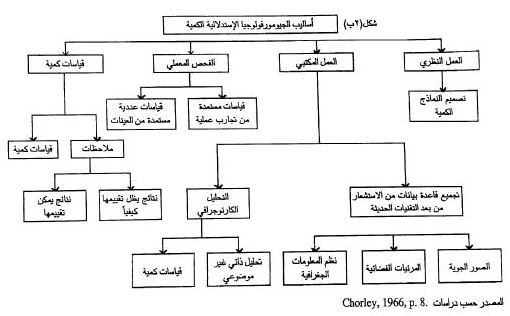 شكل(٢ب) أساليب الجيومورفولوجيا الإستدلالية الكمية
العمل النظري
العمل المكتبي
الفحص المعملي
قياسات كمية
تصميم النماذج
الكمية
قياسات مستمدة
من تجارب عملية
قياسات عددية
مستمدة من العينات
ملاحظات
قياسات كمية
تجميع قاعدة بيانات من الاستشعار
من بعد التقنيات الحديثة
التحليل
الكارتوجرافي
نتائج يظل تقييمها
كيفياً
نتائج يمكن
تقييمها
الصور الجوية
المرئيات الفضائية
نظم المعلومات
الجغرافية
تحليل ذاتي غير
موضوعي
قياسات كمية
المصدر حسب دراسات Chorley, 1966, p. 8.